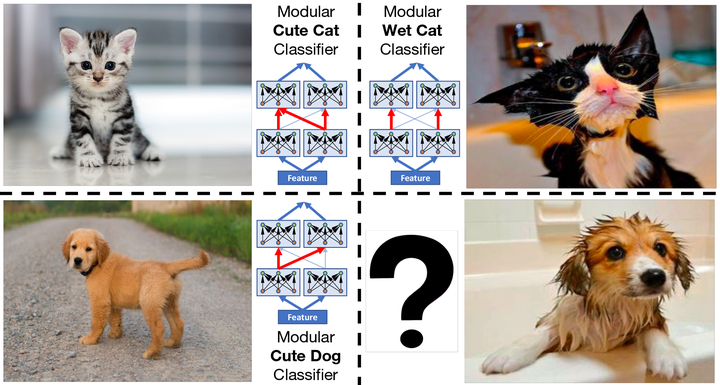 Modular
Cute Cat
Classifier
Feature
Modular
Wet Cat
Classifier
Feature
Feature
Modular
Cute Dog
Classifier
?